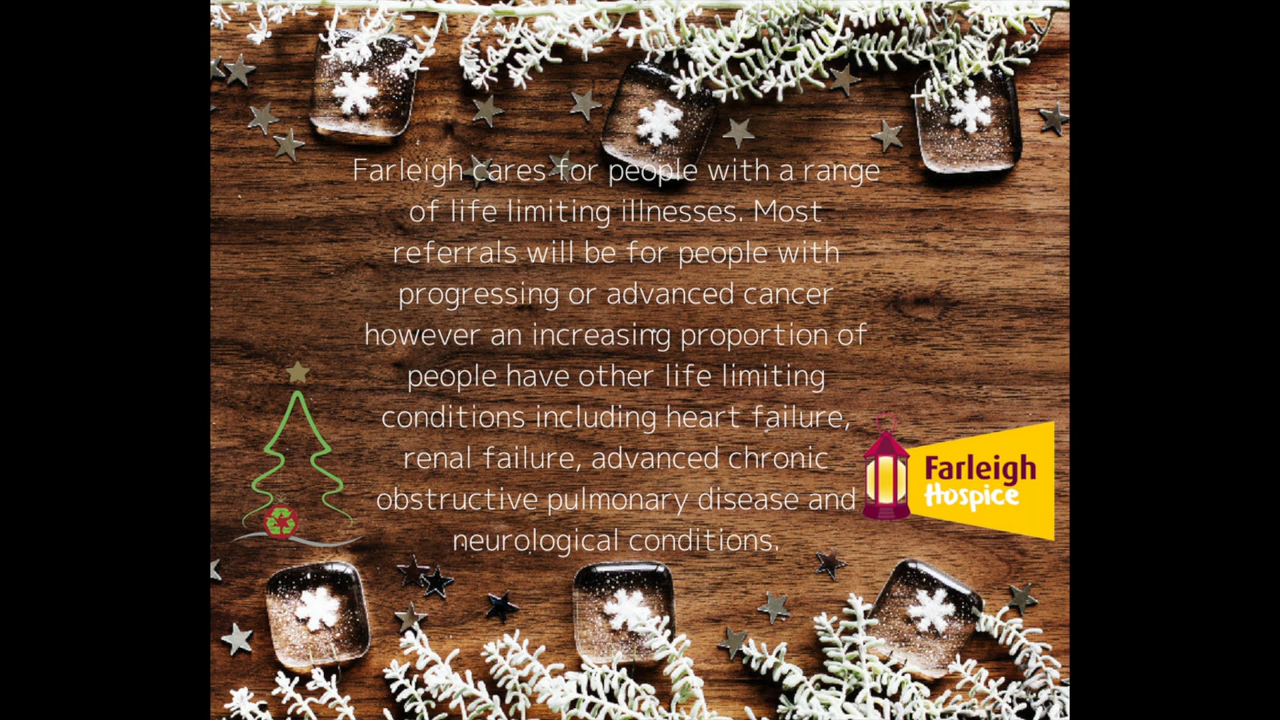 Farleigh cares for people with a range
of life limiting illnesses. Most
referrals will be for people with
progressing or advanced cancer
however an increasing proportion of
people have other life limiting
conditions including heart failure,
renal failure, advanced chronic
obstructive pulmonary disease and
neurological conditions.
Farleigh
Hospice